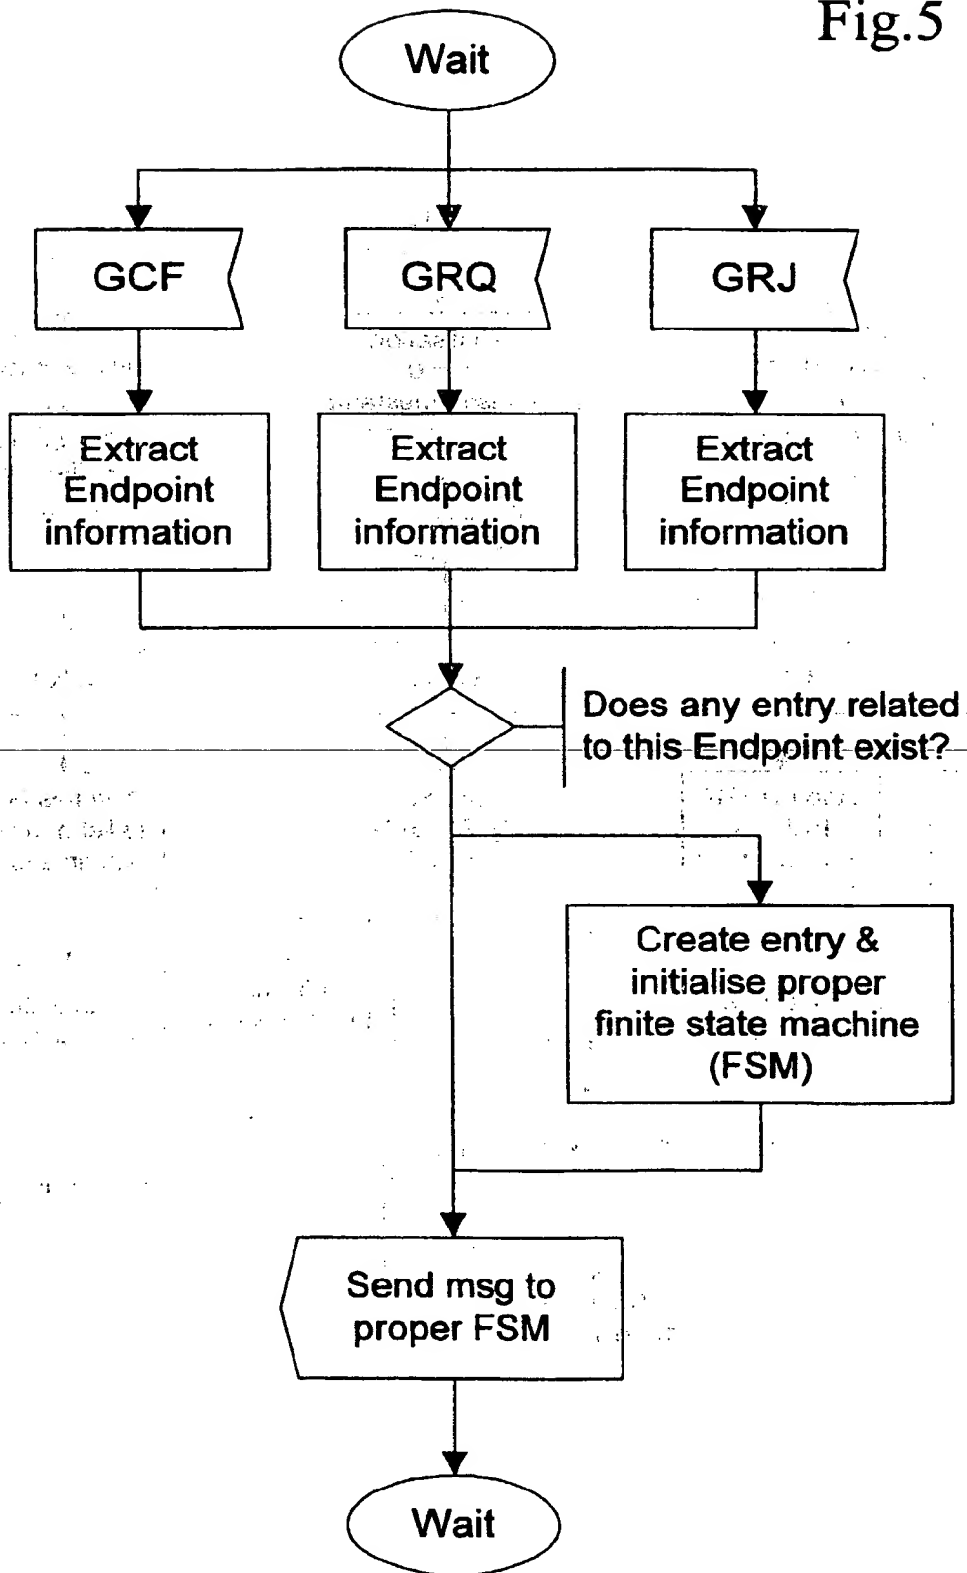 Fig.5
Wait
GCF
GRQ
GRJ
Extract
Endpoint
information
Extract
Endpoint
information
Extract
Endpoint
information
Does any entry related
to this Endpoint exist?
Create entry &
initialise proper
finite state machine
(FSM)
Send msg to
proper FSM
Wait